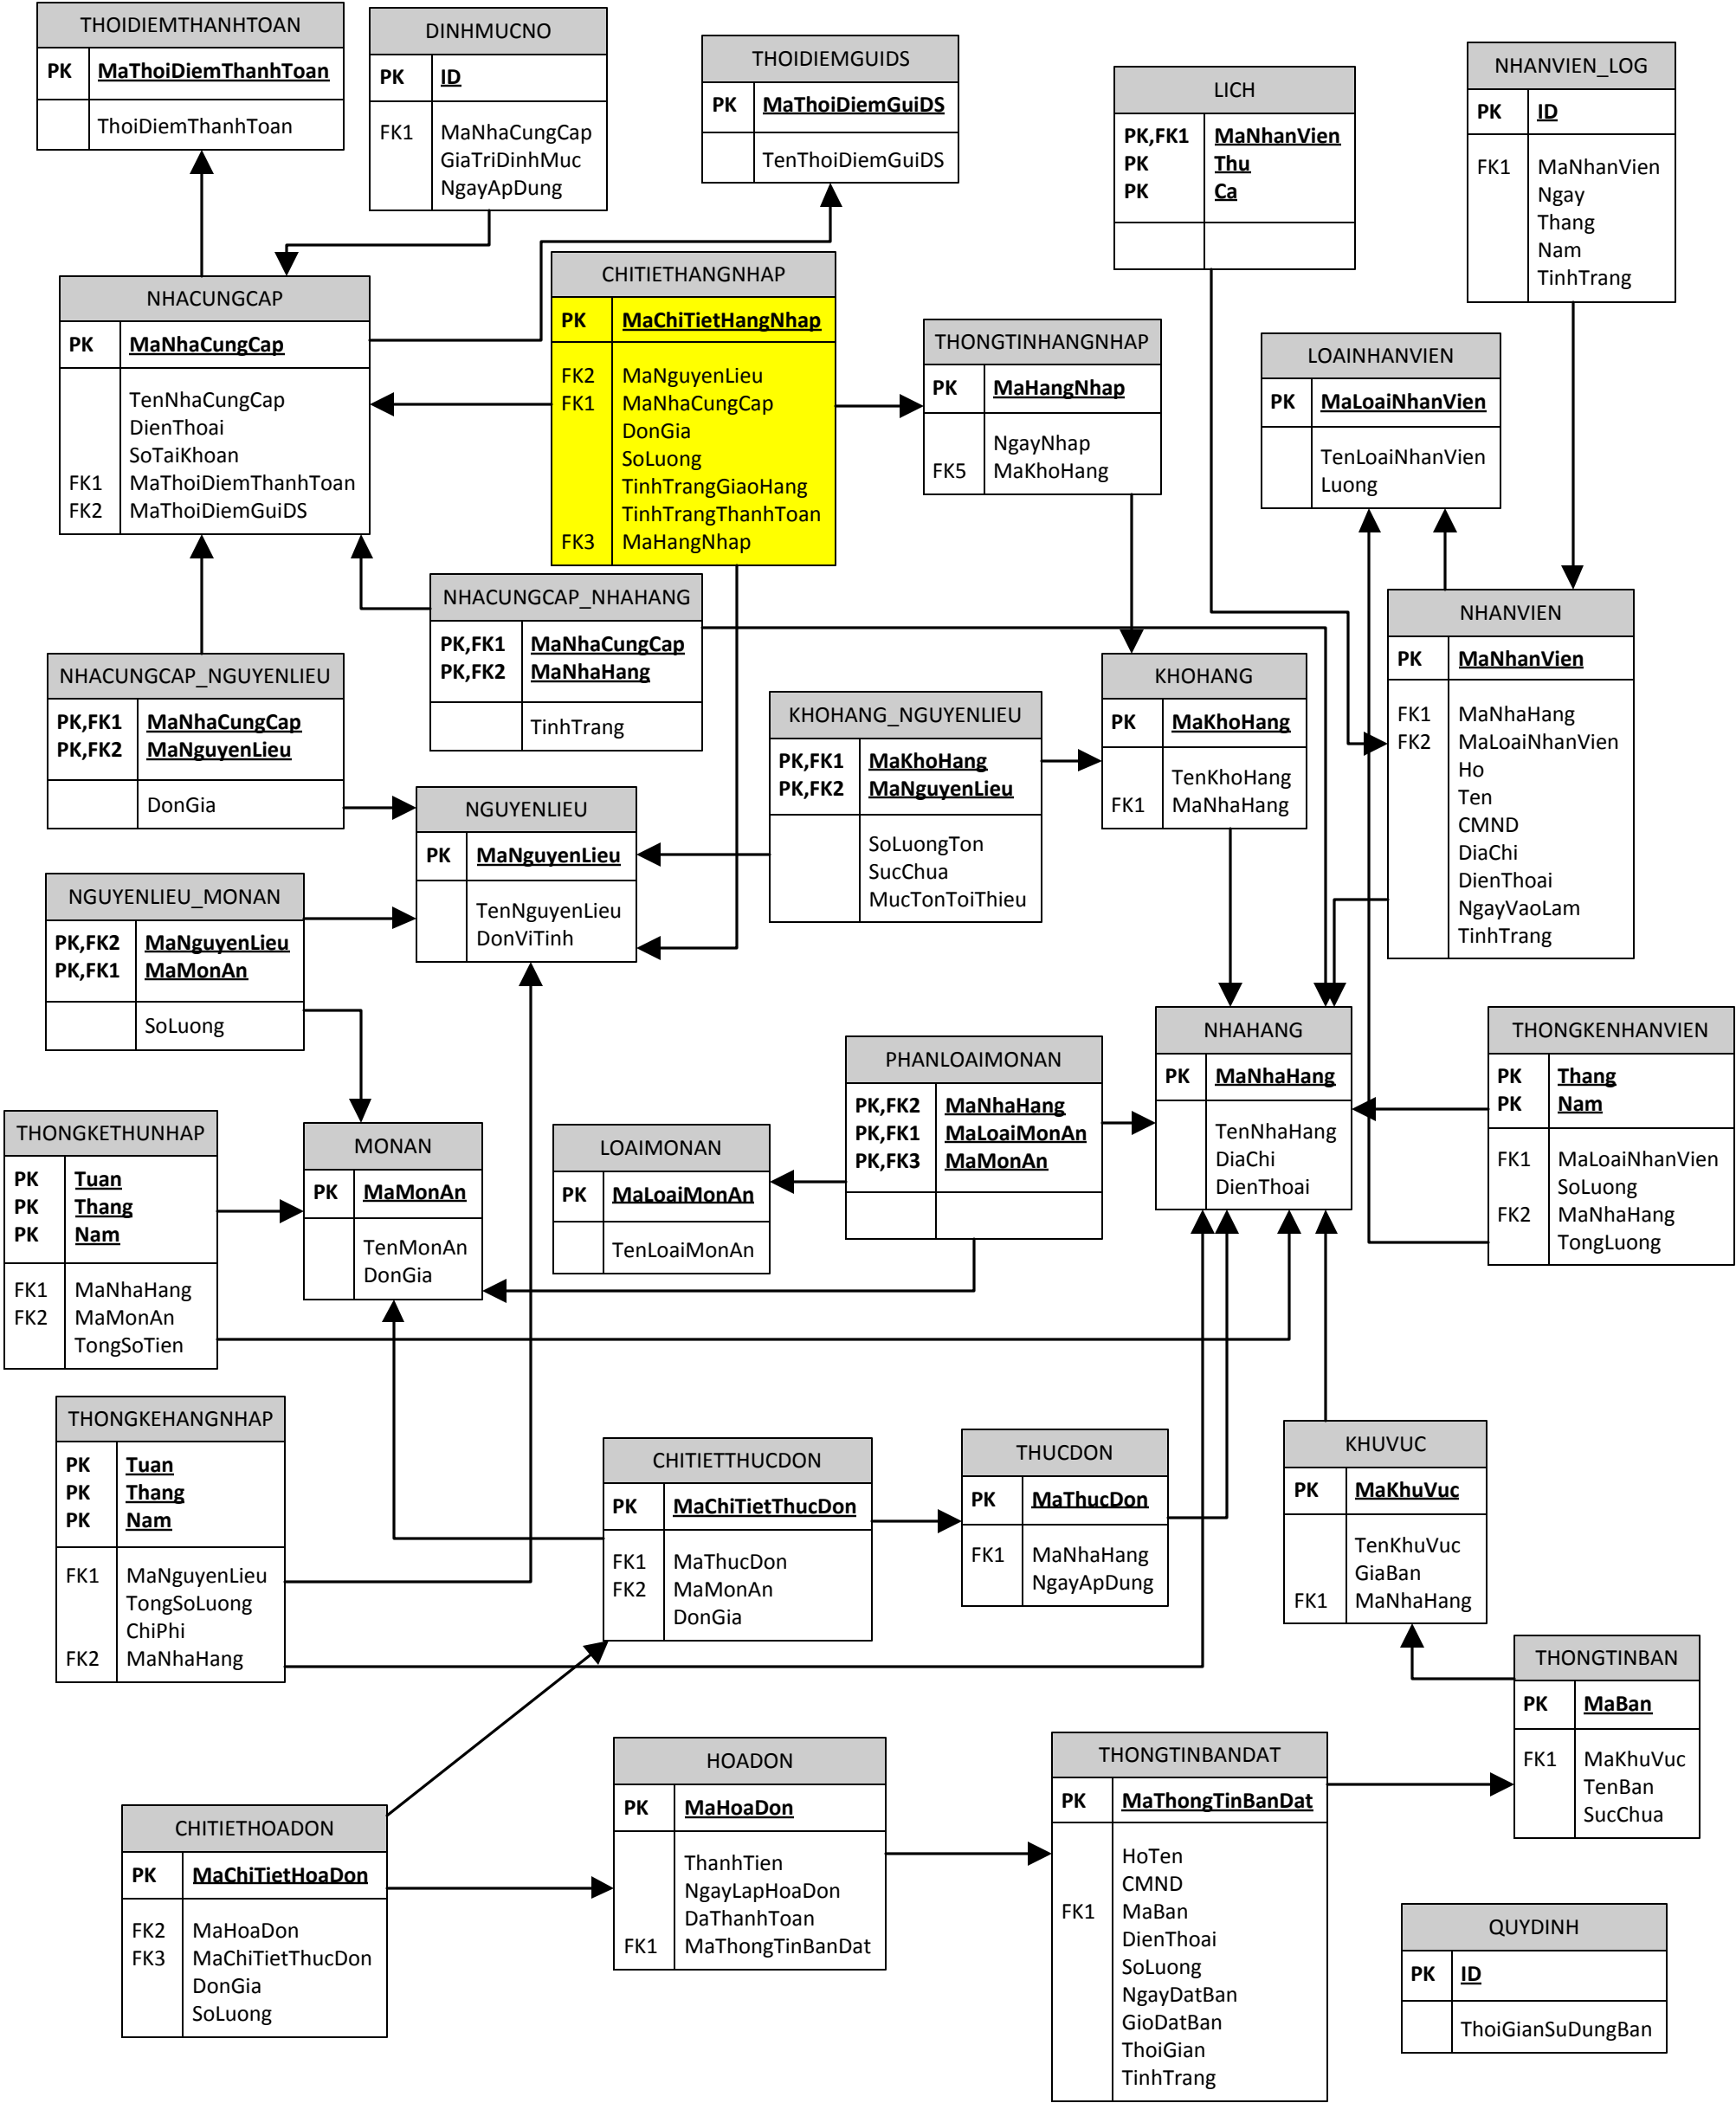 THOIDIEMTHANHTOAN
PK MaThoiDiemThanhToan
ThoiDiemThanhToan
DINHMUCNO
PK ID
FK1 MaNhaCungCap
GiaTriDinhMuc
NgayApDung
THOIDIEMGUIDS
PK MaThoiDiemGuiDS
TenThoiDiemGuiDS
LICH
PK,FK1 MaNhanVien
PK Thu
PK Ca
NHANVIEN_LOG
PK ID
FK1 MaNhanVien
Ngay
Thang
Nam
TinhTrang
NHACUNGCAP
PK MaNhaCungCap
TenNhaCungCap
DienThoai
SoTaiKhoan
FK1 MaThoiDiemThanhToan
FK2 MaThoiDiemGuiDS
CHITIETHANGNHAP
PK MaChiTietHangNhap
FK2 MaNguyenLieu
FK1 MaNhaCungCap
DonGia
SoLuong
TinhTrangGiaoHang
TinhTrangThanhToan
FK3 MaHangNhap
THONGTINHANGNHAP
PK MaHangNhap
NgayNhap
FK5 MaKhoHang
LOAINHANVIEN
PK MaLoaiNhanVien
TenLoaiNhanVien
Luong
NHACUNGCAP_NHAHANG
PK,FK1 MaNhaCungCap
PK,FK2 MaNhaHang
TinhTrang
NHANVIEN
PK MaNhanVien
FK1 MaNhaHang
FK2 MaLoaiNhanVien
Ho
Ten
CMND
DiaChi
DienThoai
NgayVaoLam
TinhTrang
NHACUNGCAP_NGUYENLIEU
PK,FK1 MaNhaCungCap
PK,FK2 MaNguyenLieu
DonGia
KHOHANG_NGUYENLIEU
PK,FK1 MaKhoHang
PK,FK2 MaNguyenLieu
SoLuongTon
SucChua
MucTonToiThieu
KHOHANG
PK MaKhoHang
TenKhoHang
FK1 MaNhaHang
NGUYENLIEU
PK MaNguyenLieu
TenNguyenLieu
DonViTinh
NGUYENLIEU_MONAN
PK,FK2 MaNguyenLieu
PK,FK1 MaMonAn
SoLuong
PHANLOAIMONAN
PK,FK2 MaNhaHang
PK,FK1 MaLoaiMonAn
PK,FK3 MaMonAn
NHAHANG
PK MaNhaHang
TenNhaHang
DiaChi
DienThoai
THONGKENHANVIEN
PK Thang
PK Nam
FK1 MaLoaiNhanVien
SoLuong
FK2 MaNhaHang
TongLuong
THONGKETHUNHAP
PK Tuan
PK Thang
PK Nam
FK1 MaNhaHang
FK2 MaMonAn
TongSoTien
MONAN
PK MaMonAn
TenMonAn
DonGia
LOAIMONAN
PK MaLoaiMonAn
TenLoaiMonAn
THONGKEHANGNHAP
PK Tuan
PK Thang
PK Nam
FK1 MaNguyenLieu
TongSoLuong
ChiPhi
FK2 MaNhaHang
CHITIETTHUCDON
PK MaChiTietThucDon
FK1 MaThucDon
FK2 MaMonAn
DonGia
THUCDON
PK MaThucDon
FK1 MaNhaHang
NgayApDung
KHUVUC
PK MaKhuVuc
TenKhuVuc
GiaBan
FK1 MaNhaHang
THONGTINBAN
PK MaBan
FK1 MaKhuVuc
TenBan
SucChua
CHITIETHOADON
PK MaChiTietHoaDon
FK2 MaHoaDon
FK3 MaChiTietThucDon
DonGia
SoLuong
HOADON
PK MaHoaDon
ThanhTien
NgayLapHoaDon
DaThanhToan
FK1 MaThongTinBanDat
THONGTINBANDAT
PK MaThongTinBanDat
HoTen
CMND
FK1 MaBan
DienThoai
SoLuong
NgayDatBan
GioDatBan
ThoiGian
TinhTrang
QUYDINH
PK ID
ThoiGianSuDungBan